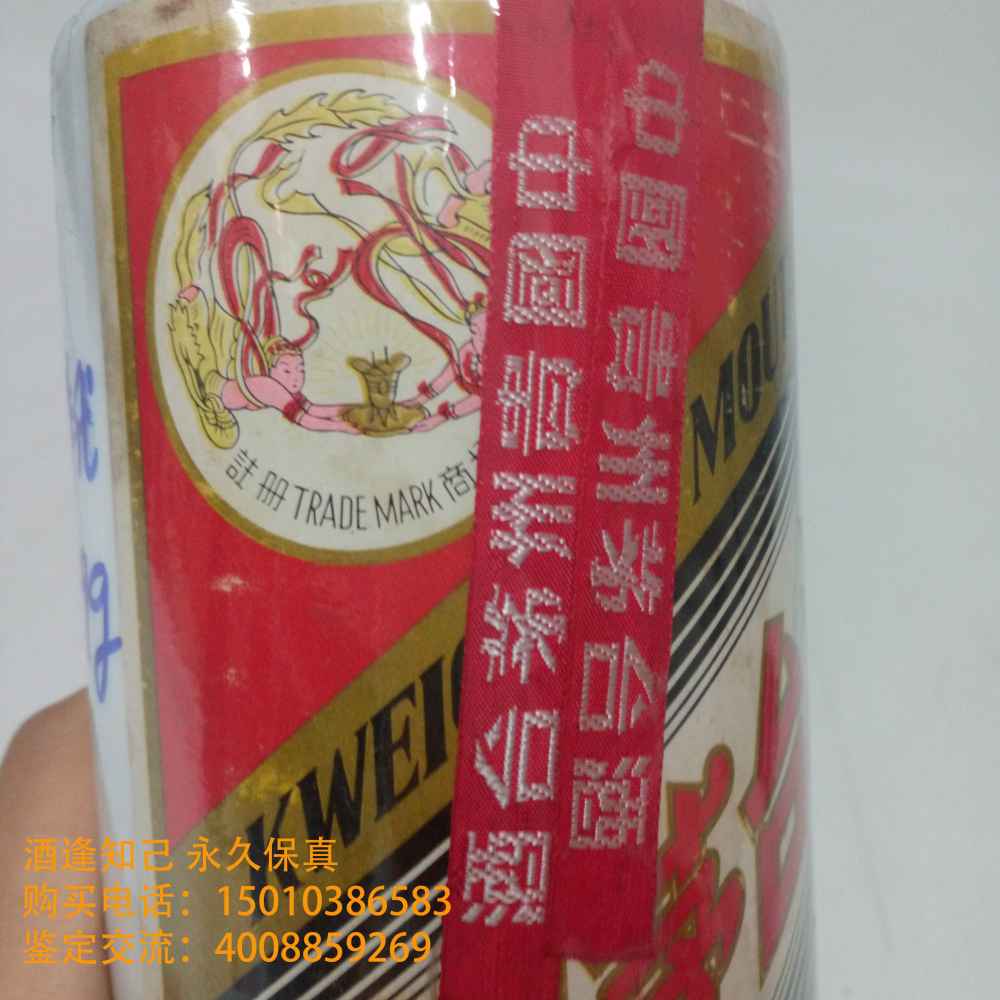 註册 TRADE MARK 商
中國貴州茅台酒
中國貴州茅台酒
MOU
KWEIC
茅台
酒逢知己 永久保真
购买电话：15010386583
鉴定交流：4008859269